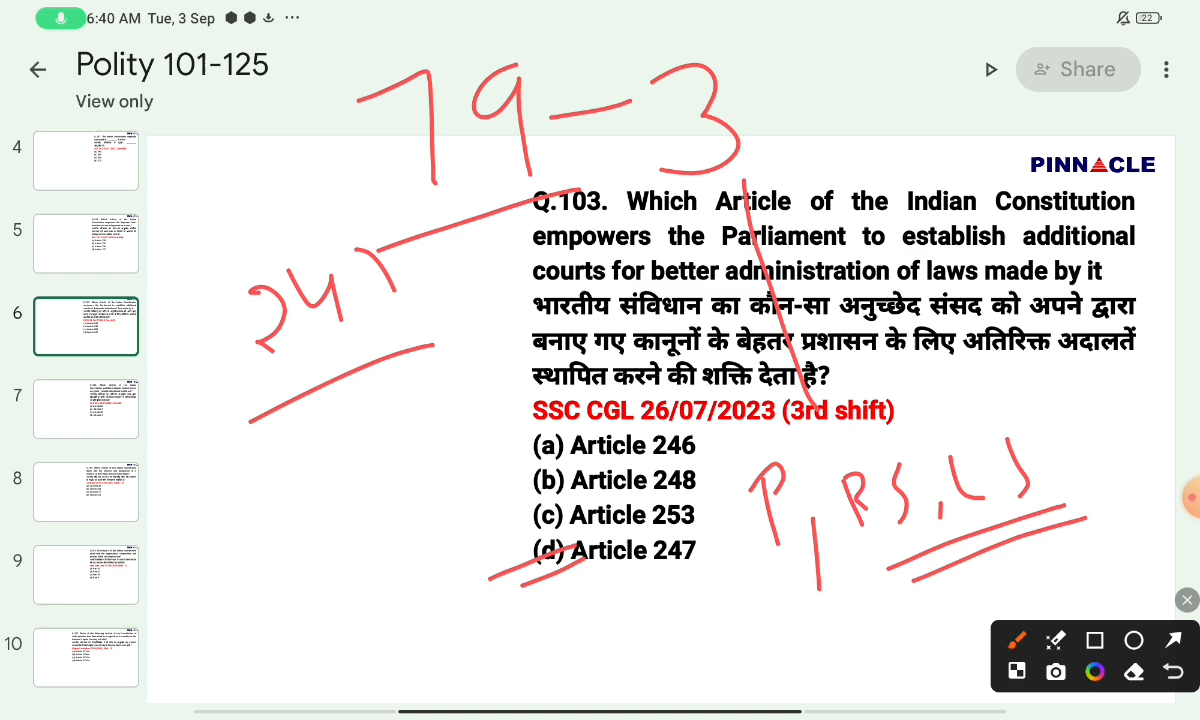 6:40 AM Tue, 3 Sep
22
Polity 101-125
View only
Share
79-3
245
4
5
6
7
8
9
10
PINNACLE
Q.103. Which Article of the Indian Constitution
empowers the Parliament to establish additional
courts for better administration of laws made by it
भारतीय संविधान का कौन-सा अनुच्छेद संसद को अपने द्वारा
बनाए गए कानूनों के बेहतर प्रशासन के लिए अतिरिक्त अदालतें
स्थापित करने की शक्ति देता है?
SSC CGL 26/07/2023 (3rd shift)
(a) Article 246
(b) Article 248
(c) Article 253
(d) Article 247
P, RS, LS